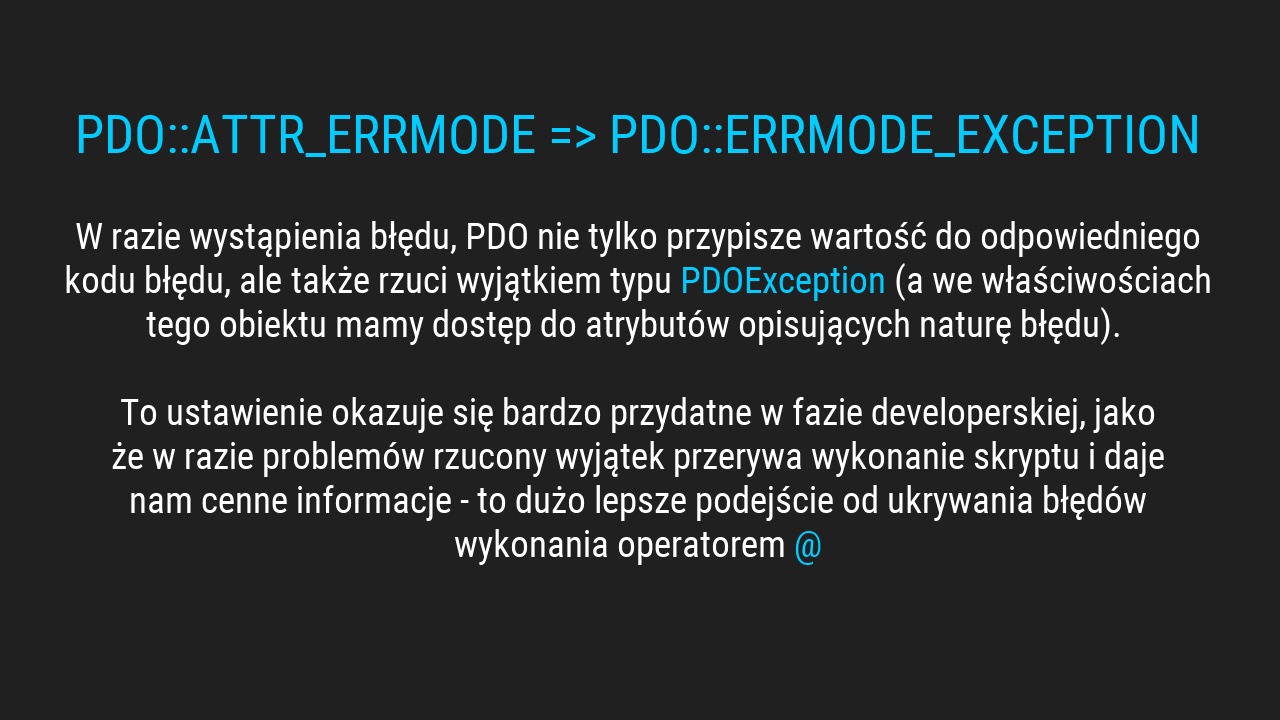 PDO::ATTR_ERRMODE => PDO::ERRMODE_EXCEPTION
W razie wystąpienia błędu, PDO nie tylko przypisze wartość do odpowiedniego
kodu błędu, ale także rzuci wyjątkiem typu PDOException (a we właściwościach
tego obiektu mamy dostęp do atrybutów opisujących naturę błędu).
To ustawienie okazuje się bardzo przydatne w fazie developerskiej, jako
że w razie problemów rzucony wyjątek przerywa wykonanie skryptu i daje
nam cenne informacje - to dużo lepsze podejście od ukrywania błędów
wykonania operatorem @